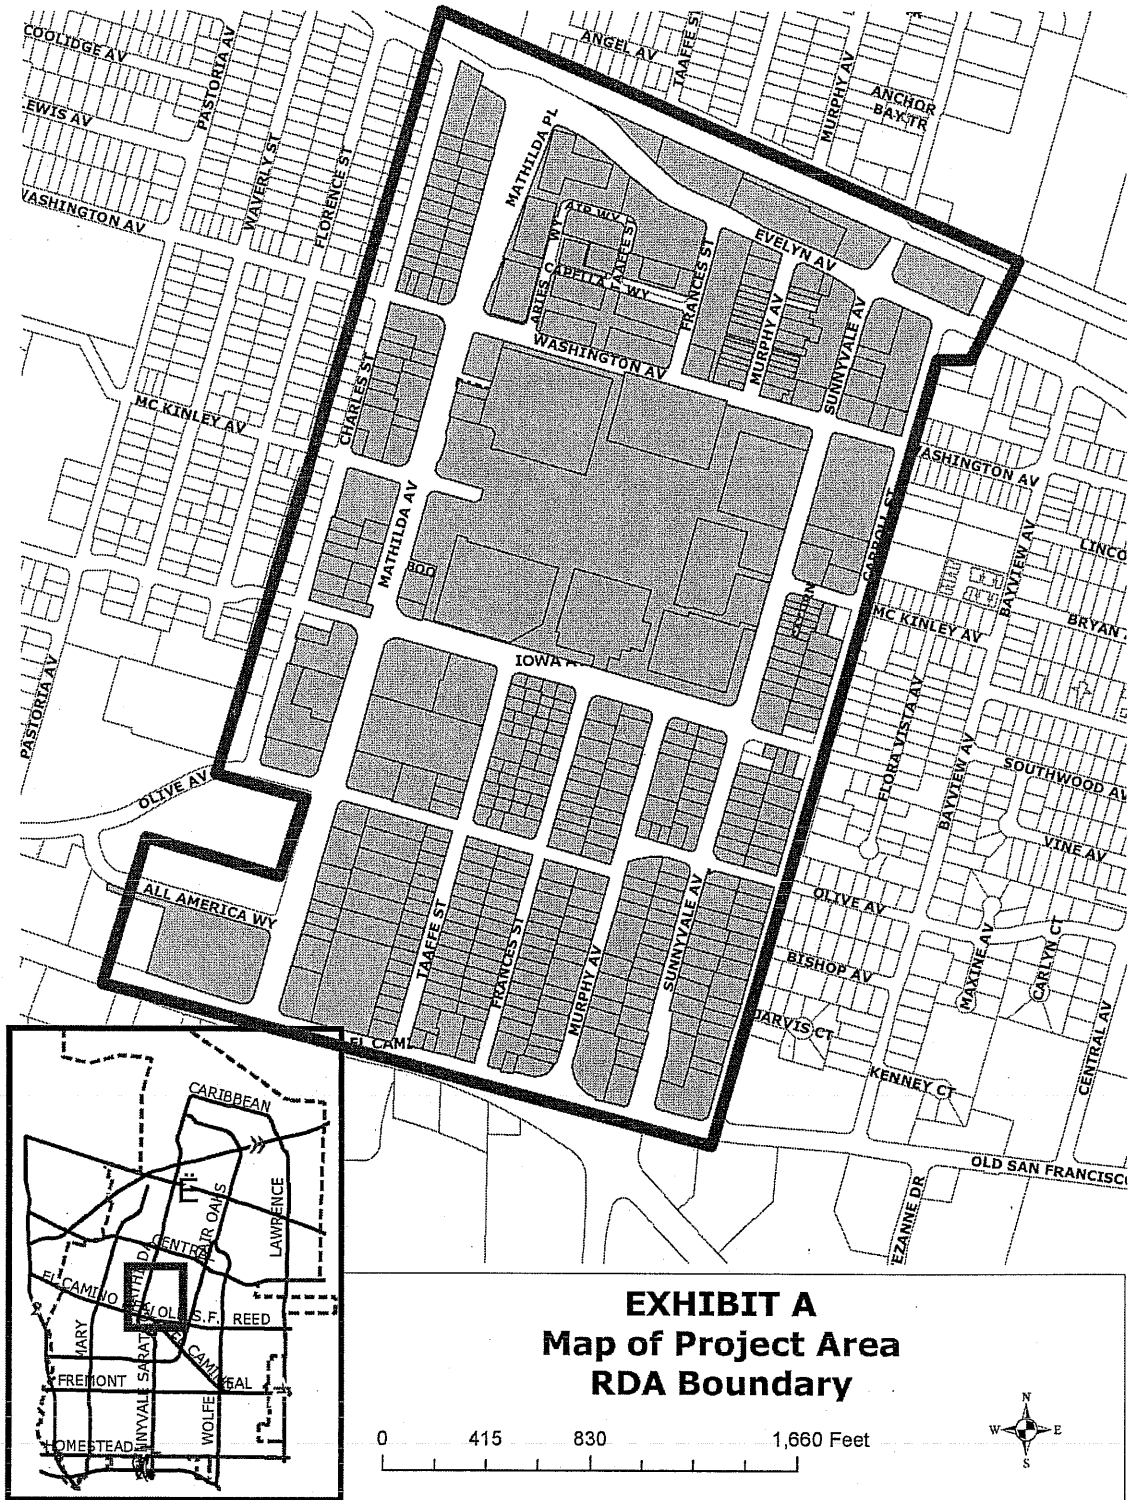 COOLIDGE AV
PASTORIA AV
ANGEL AV
TAAFFE ST
MURPHY AV
ANCHOR
BAY TR
EWIS AV
WASHINGTON AV
WAVERLY ST
FLORENCE ST
MATHILDA PL
EVELYN AV
WY
TAAFFE ST
CAPELLA WY
ARIES
FRANCES ST
MURPHY AV
SUNNYVALE AV
WASHINGTON AV
CHARLES ST
MC KINLEY AV
WASHINGTON AV
MATHILDA AV
CARROLL ST
BAYVIEW AV
LINCO
MC KINLEY AV
BRYAN
IOWA A
PASTORIA AV
FLORA VISTA AV
BAYVIEW AV
SOUTHWOOD AV
OLIVE AV
VINE AV
ALL AMERICA WY
OLIVE AV
TAAFFE ST
FRANCES ST
MURPHY AV
SUNNYVALE AV
BISHOP AV
MAXINE AV
CARLYN CT
JARVIS CT
EL CAMI
KENNEY CT
CENTRAL AV
OLD SAN FRANCISC
EZANNE DR
CARIBBEAN
FAIR OAKS
LAWRENCE
CENTRAL
EL CAMINO
S.F. REED
MARY
FREMONT
WOLFE
HOMESTEAD
EXHIBIT A
Map of Project Area
RDA Boundary
0 415 830 1,660 Feet
N
W E
S